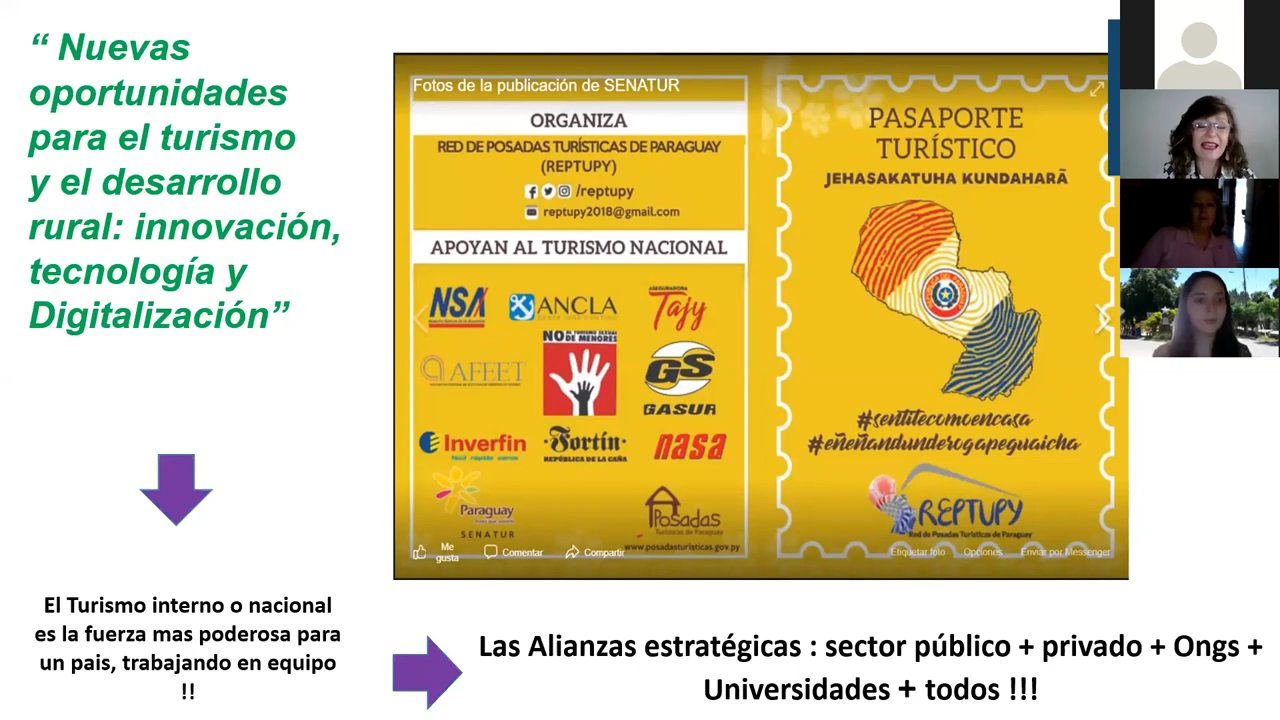 “ Nuevas
oportunidades
para el turismo
y el desarrollo
rural: innovación,
tecnología y
Digitalización”
El Turismo interno o nacional
es la fuerza mas poderosa para
un pais, trabajando en equipo
!!
Fotos de la publicación de SENATUR
ORGANIZA
RED DE POSADAS TURÍSTICAS DE PARAGUAY
(REPTUPY)
/reptupy
reptupy2018@gmail.com
APOYAN AL TURISMO NACIONAL
NSA
ANCLA
ASEGURADORA
Tajy
AFEET
NO AL TURISMO SEXUAL
DE MENORES
GS
GASUR
Inverfin
Fortín
REPÚBLICA DE LA CAÑA
nasa
Paraguay
SENATUR
Posadas
Turísticas de Paraguay
www.posadasturisticas.gov.py
Me
gusta
Comentar
Compartir
PASAPORTE
TURÍSTICO
JEHASAKATUHA KUNDAHARÃ
#sentitecomoencasa
#eñeñandunderogapeguaicha
REPTUPY
Red de Posadas Turísticas de Paraguay
Etiquetar foto
Opciones
Enviar por Messenger
Las Alianzas estratégicas : sector público + privado + Ongs +
Universidades + todos !!!